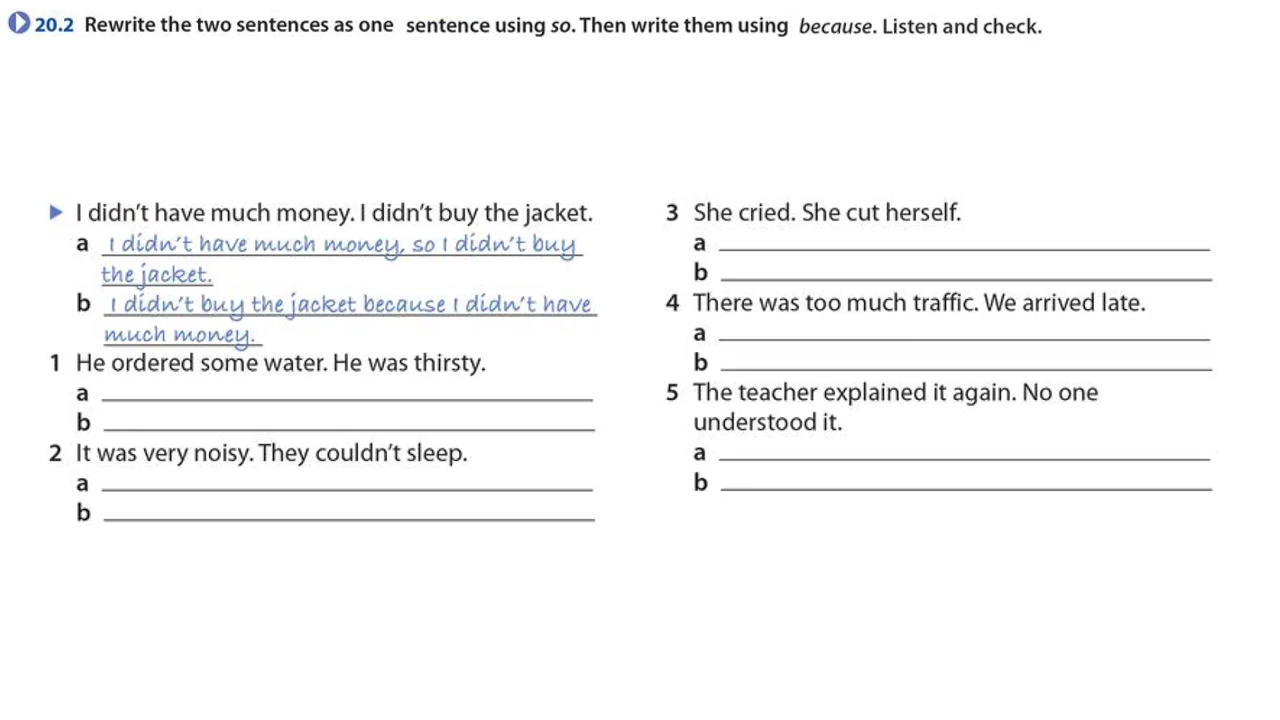 20.2 Rewrite the two sentences as one sentence using so. Then write them using because. Listen and check.
I didn't have much money. I didn't buy the jacket.
a I didn't have much money, so I didn't buy
the jacket.
b I didn't buy the jacket because I didn't have
much money.
1 He ordered some water. He was thirsty.
a
b
2 It was very noisy. They couldn't sleep.
a
b
3 She cried. She cut herself.
a
b
4 There was too much traffic. We arrived late.
a
b
5 The teacher explained it again. No one
understood it.
a
b